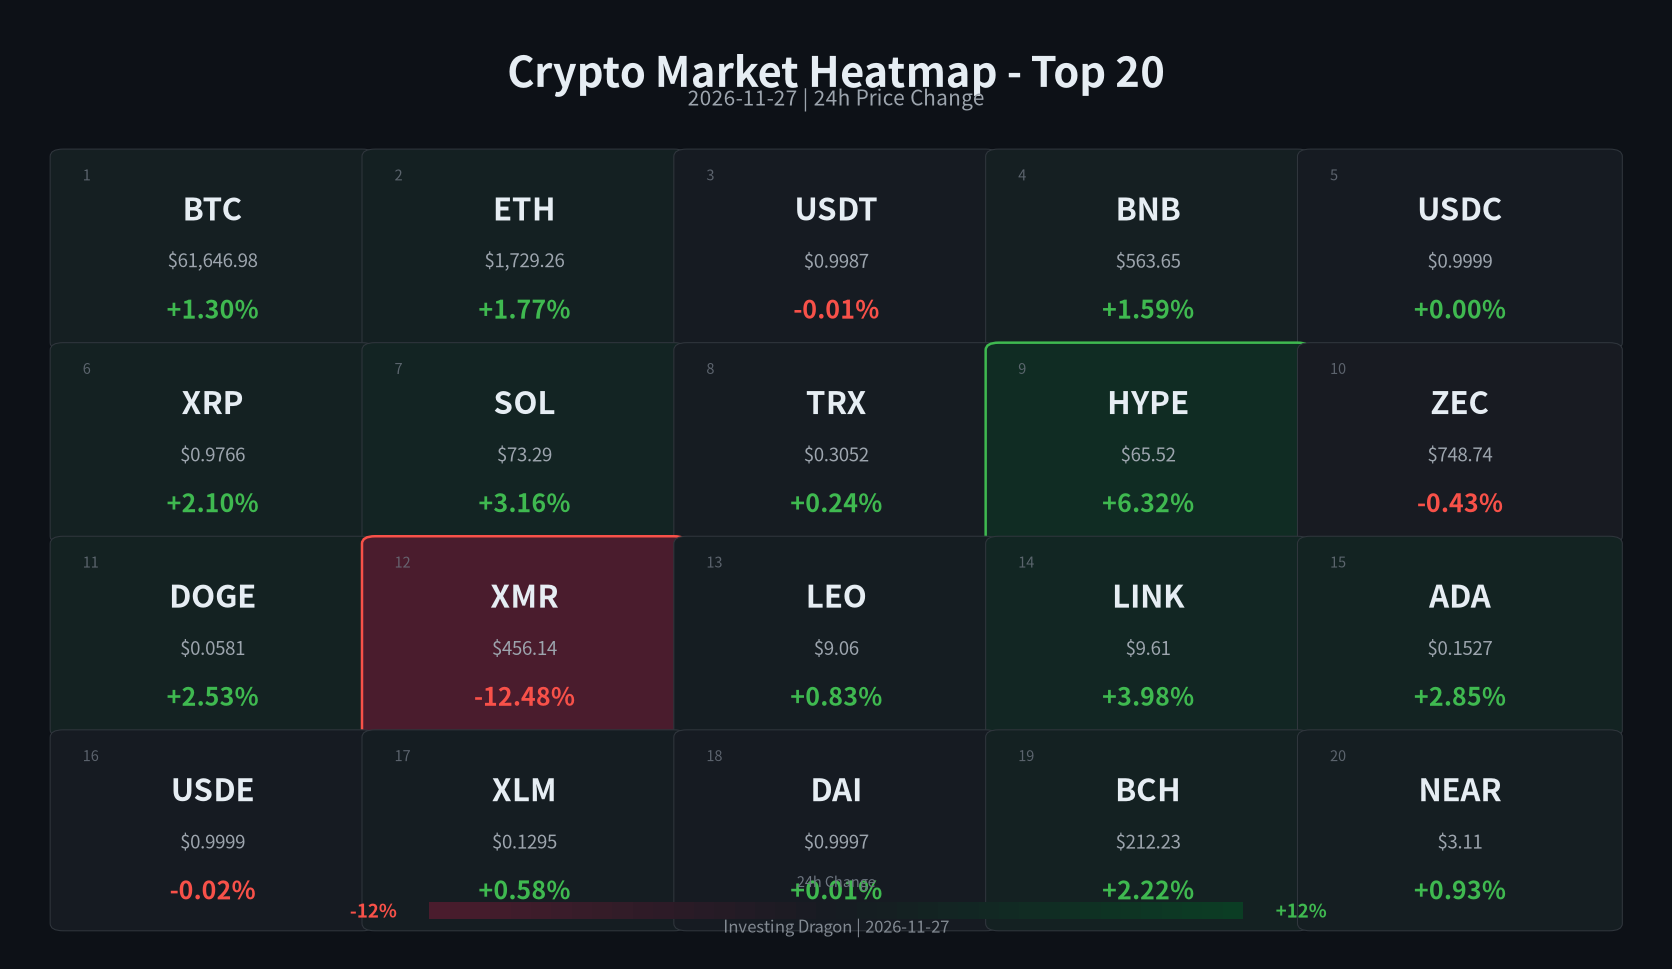 Crypto Market Heatmap - Top 20
2026-11-27 | 24h Price Change
1
BTC
$61,646.98
+1.30%
2
ETH
$1,729.26
+1.77%
3
USDT
$0.9987
-0.01%
4
BNB
$563.65
+1.59%
5
USDC
$0.9999
+0.00%
6
XRP
$0.9766
+2.10%
7
SOL
$73.29
+3.16%
8
TRX
$0.3052
+0.24%
9
HYPE
$65.52
+6.32%
10
ZEC
$748.74
-0.43%
11
DOGE
$0.0581
+2.53%
12
XMR
$456.14
-12.48%
13
LEO
$9.06
+0.83%
14
LINK
$9.61
+3.98%
15
ADA
$0.1527
+2.85%
16
USDE
$0.9999
-0.02%
17
XLM
$0.1295
+0.58%
18
DAI
$0.9997
+0.01%
19
BCH
$212.23
+2.22%
20
NEAR
$3.11
+0.93%
24h Change
-12%
+12%
Investing Dragon | 2026-11-27